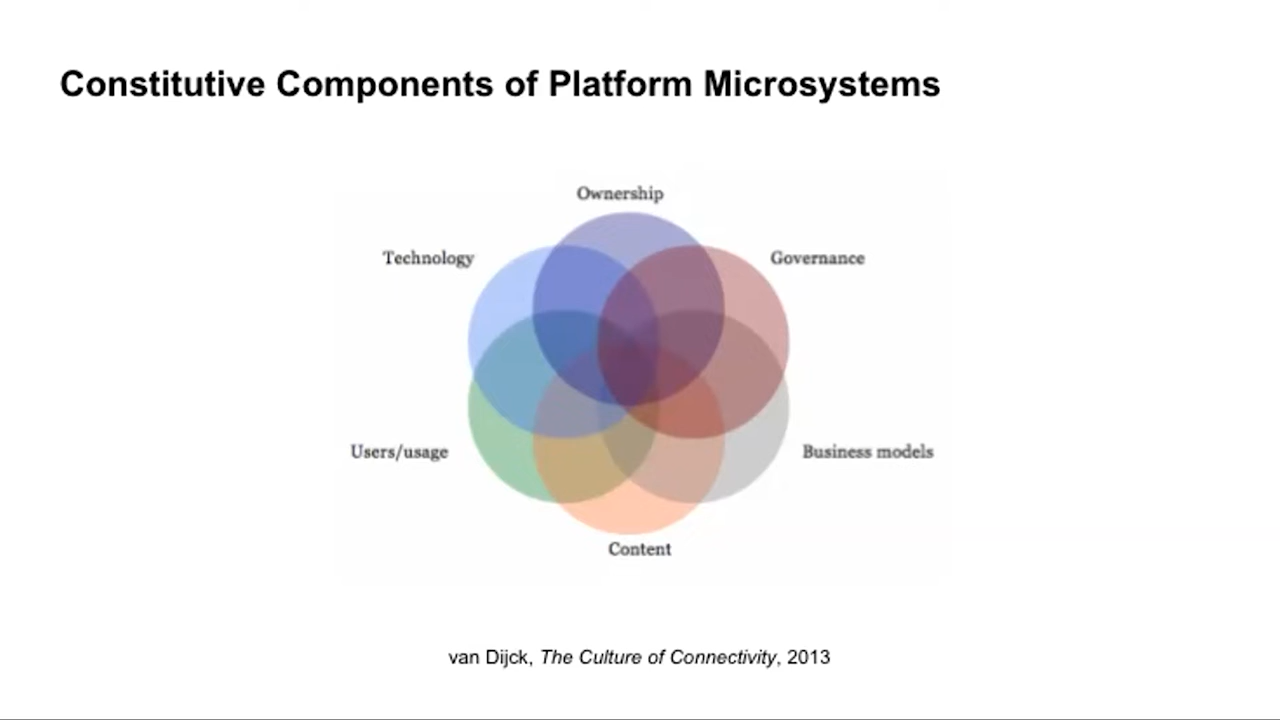 Constitutive Components of Platform Microsystems
Ownership
Technology
Governance
Users/usage
Business models
Content
van Dijck, The Culture of Connectivity, 2013